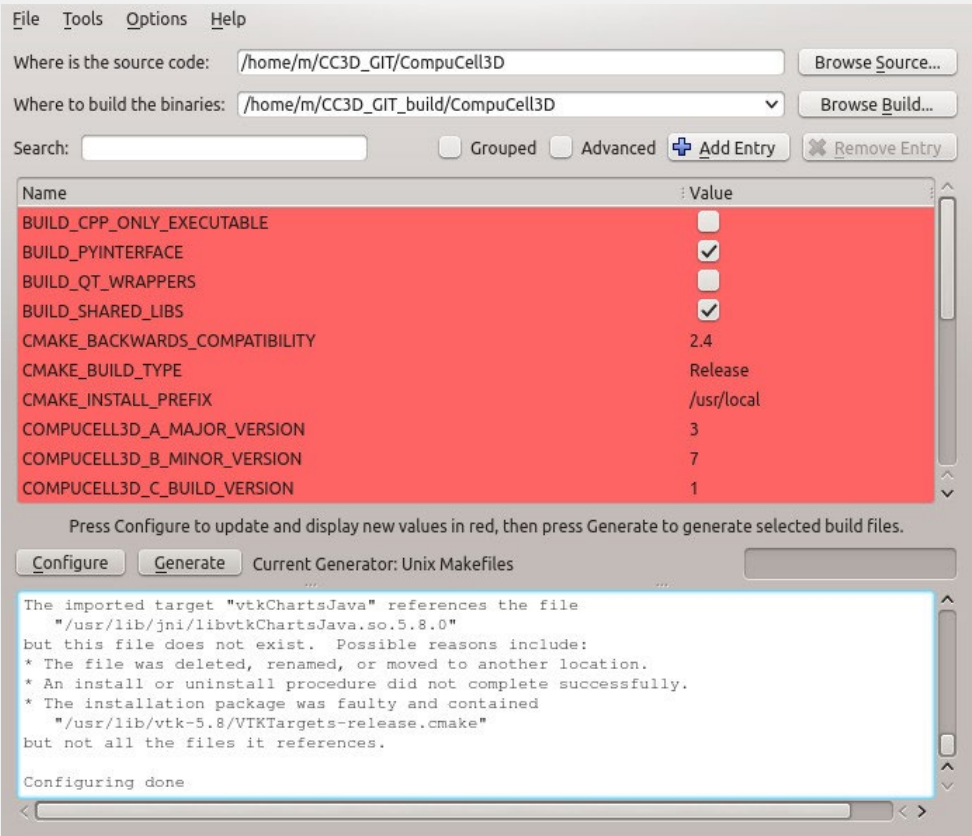 File Tools Options Help
Where is the source code: /home/m/CC3D_GIT/CompuCell3D Browse Source...
Where to build the binaries: /home/m/CC3D_GIT_build/CompuCell3D Browse Build...
Search: Grouped Advanced Add Entry Remove Entry
Name Value
BUILD_CPP_ONLY_EXECUTABLE
BUILD_PYINTERFACE
BUILD_QT_WRAPPERS
BUILD_SHARED_LIBS
CMAKE_BACKWARDS_COMPATIBILITY 2.4
CMAKE_BUILD_TYPE Release
CMAKE_INSTALL_PREFIX /usr/local
COMPUCELL3D_A_MAJOR_VERSION 3
COMPUCELL3D_B_MINOR_VERSION 7
COMPUCELL3D_C_BUILD_VERSION 1
Press Configure to update and display new values in red, then press Generate to generate selected build files.
Configure Generate Current Generator: Unix Makefiles
The imported target "vtkChartsJava" references the file
"/usr/lib/jni/libvtkChartsJava.so.5.8.0"
but this file does not exist. Possible reasons include:
* The file was deleted, renamed, or moved to another location.
* An install or uninstall procedure did not complete successfully.
* The installation package was faulty and contained
"/usr/lib/vtk-5.8/VTKTargets-release.cmake"
but not all the files it references.
Configuring done